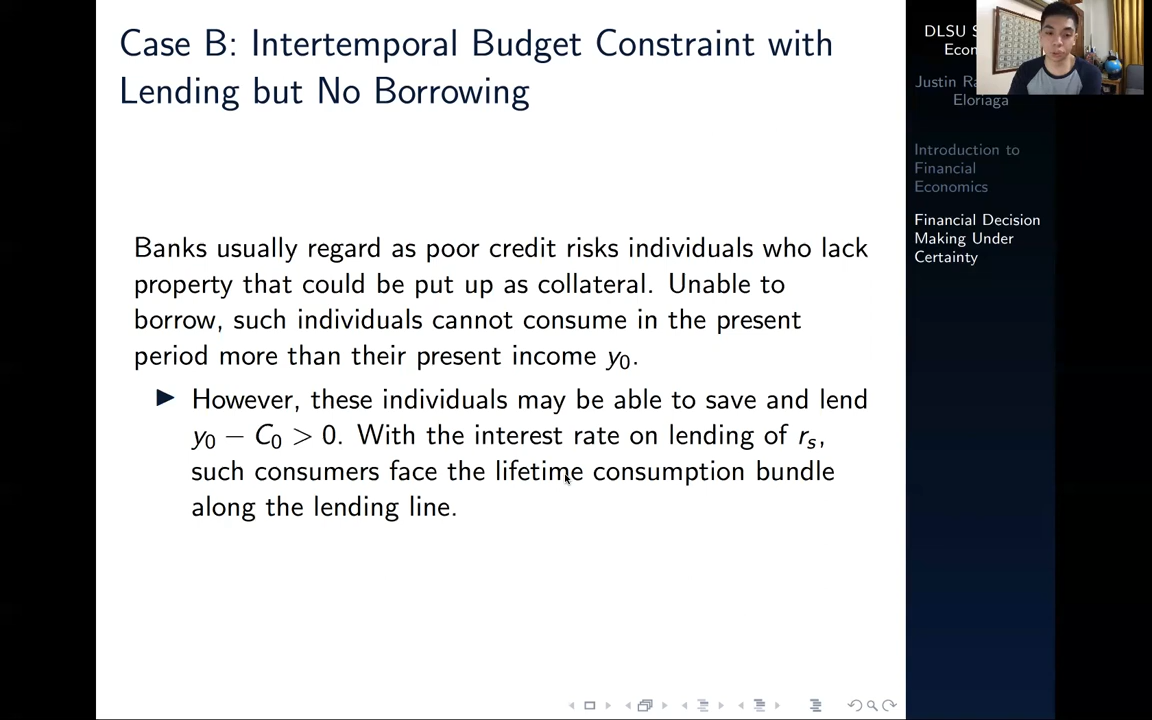 Case B: Intertemporal Budget Constraint with
Lending but No Borrowing
Banks usually regard as poor credit risks individuals who lack
property that could be put up as collateral. Unable to
borrow, such individuals cannot consume in the present
period more than their present income y₀.
▶ However, these individuals may be able to save and lend
y₀ − C₀ > 0. With the interest rate on lending of rₛ,
such consumers face the lifetime consumption bundle
along the lending line.
DLSU
Justin
Eloriaga
Introduction to
Financial
Economics
Financial Decision
Making Under
Certainty